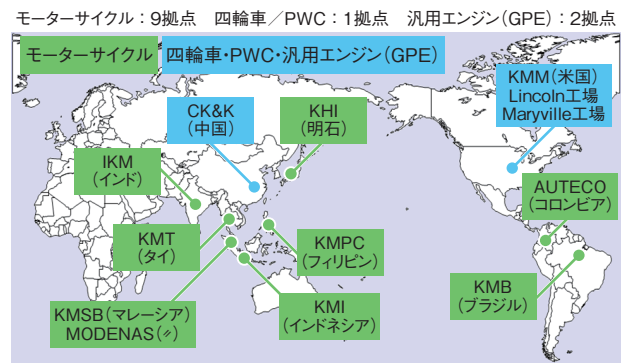 モーターサイクル：9拠点　四輪車／PWC：1拠点　汎用エンジン（GPE）：2拠点
モーターサイクル
四輪車・PWC・汎用エンジン（GPE）
CK&K
（中国）
KHI
（明石）
KMM（米国）
Lincoln工場
Maryville工場
IKM
（インド）
AUTECO
（コロンビア）
KMT
（タイ）
KMPC
（フィリピン）
KMB
（ブラジル）
KMSB（マレーシア）
MODENAS（〃）
KMI
（インドネシア）